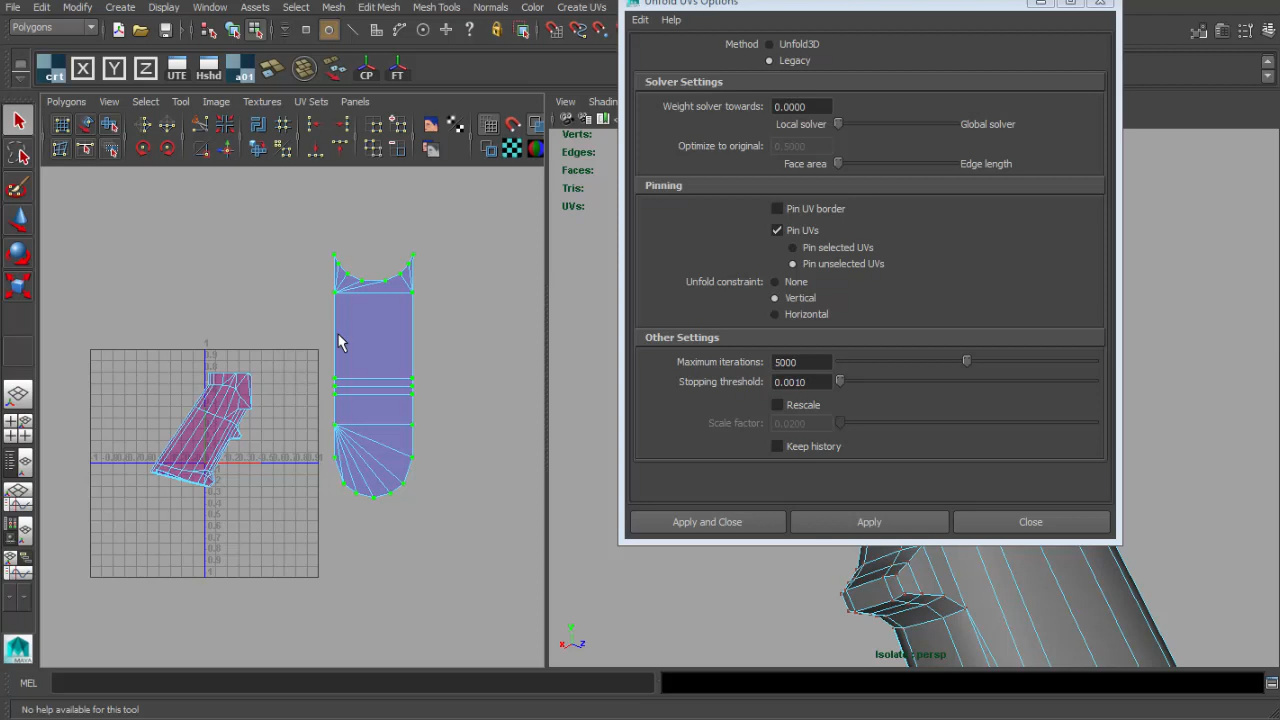 File Edit Modify Create Display Window Assets Select Mesh Edit Mesh Mesh Tools Normals Color Create UVs
Unfold UVs Options
Edit Help
Polygons
crt X Y Z UTE Hshd a01 CP FT
Polygons View Select Tool Image Textures UV Sets Panels
View Shading
Verts:
Edges:
Faces:
Tris:
UVs:
Method Unfold3D
Legacy
Solver Settings
Weight solver towards: 0.0000
Local solver Global solver
Optimize to original: 0.5000
Face area Edge length
Pinning
Pin UV border
Pin UVs
Pin selected UVs
Pin unselected UVs
Unfold constraint: None
Vertical
Horizontal
Other Settings
Maximum iterations: 5000
Stopping threshold: 0.0010
Rescale
Scale factor: 0.0200
Keep history
Apply and Close Apply Close
Isolate: persp
MEL
No help available for this tool